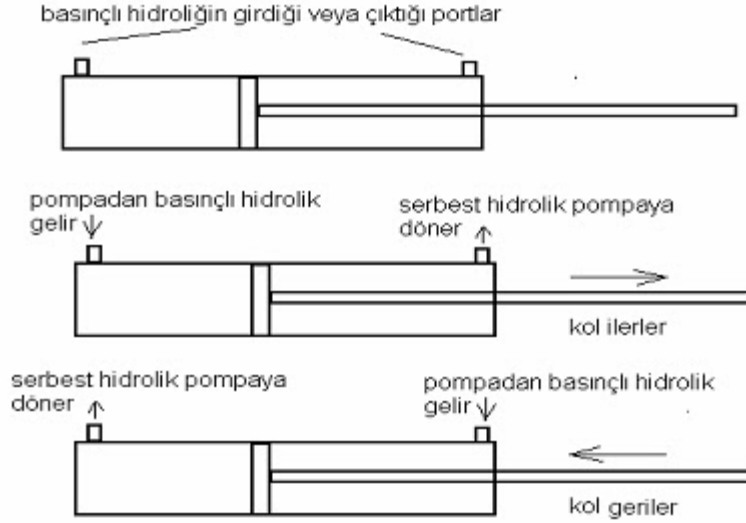 basınçlı hidroliğin girdiği veya çıktığı portlar
pompadan basınçlı hidrolik
gelir
serbest hidrolik pompaya
döner
kol ilerler
serbest hidrolik pompaya
döner
pompadan basınçlı hidrolik
gelir
kol geriler